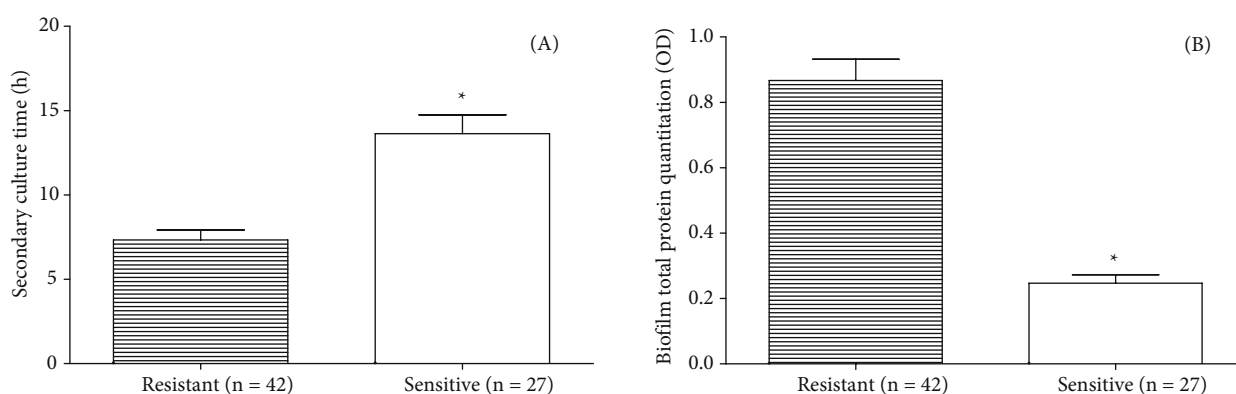 (A)
Secondary culture time (h)
20
15
10
5
0
*
Resistant (n = 42)
Sensitive (n = 27)
(B)
Biofilm total protein quantitation (OD)
1.0
0.8
0.6
0.4
0.2
0.0
*
Resistant (n = 42)
Sensitive (n = 27)